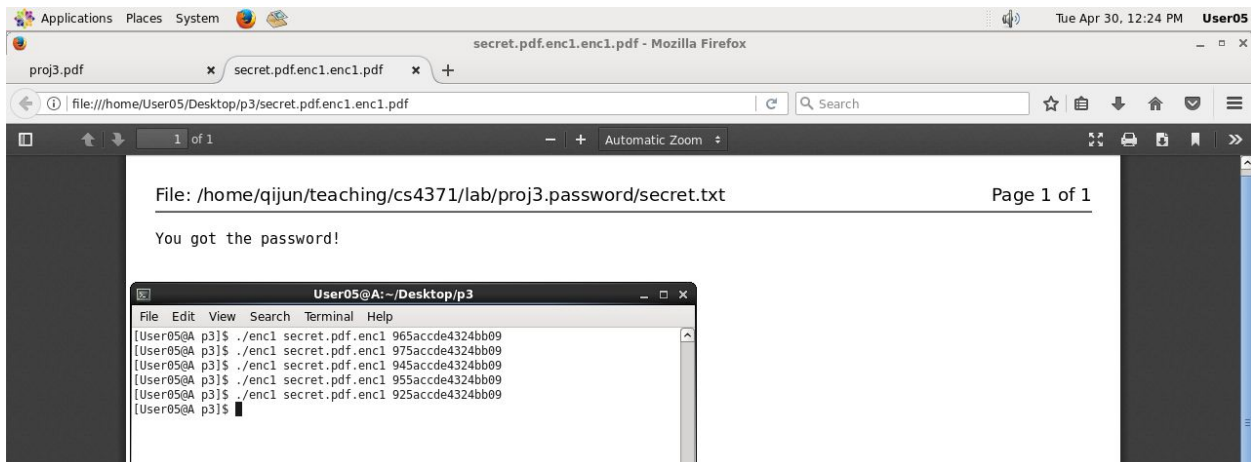 Applications Places System Tue Apr 30, 12:24 PM User05
secret.pdf.enc1.enc1.pdf - Mozilla Firefox
proj3.pdf × secret.pdf.enc1.enc1.pdf × +
file:///home/User05/Desktop/p3/secret.pdf.enc1.enc1.pdf Search
1 of 1 Automatic Zoom
File: /home/qijun/teaching/cs4371/lab/proj3.password/secret.txt Page 1 of 1
You got the password!
User05@A:~/Desktop/p3
File Edit View Search Terminal Help
[User05@A p3]$ ./enc1 secret.pdf.enc1 965accde4324bb09
[User05@A p3]$ ./enc1 secret.pdf.enc1 975accde4324bb09
[User05@A p3]$ ./enc1 secret.pdf.enc1 945accde4324bb09
[User05@A p3]$ ./enc1 secret.pdf.enc1 955accde4324bb09
[User05@A p3]$ ./enc1 secret.pdf.enc1 925accde4324bb09
[User05@A p3]$